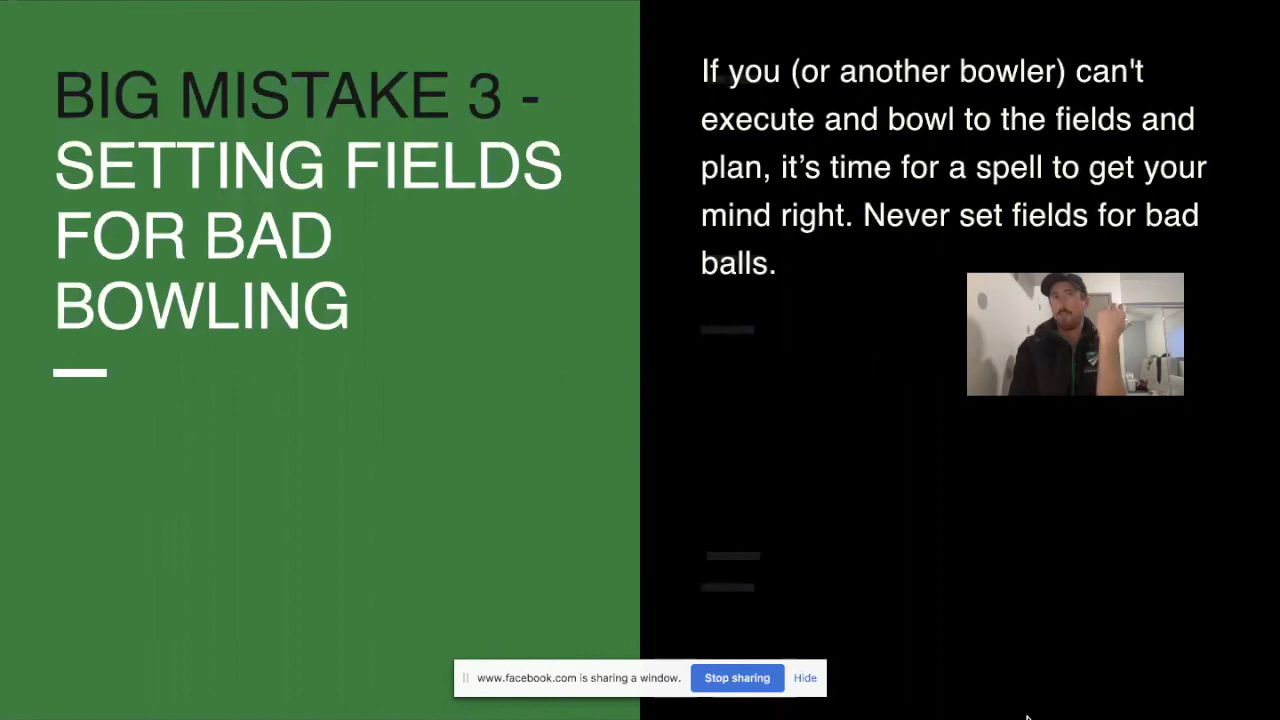 BIG MISTAKE 3 -
SETTING FIELDS
FOR BAD
BOWLING
If you (or another bowler) can't
execute and bowl to the fields and
plan, it’s time for a spell to get your
mind right. Never set fields for bad
balls.
www.facebook.com is sharing a window.
Stop sharing
Hide